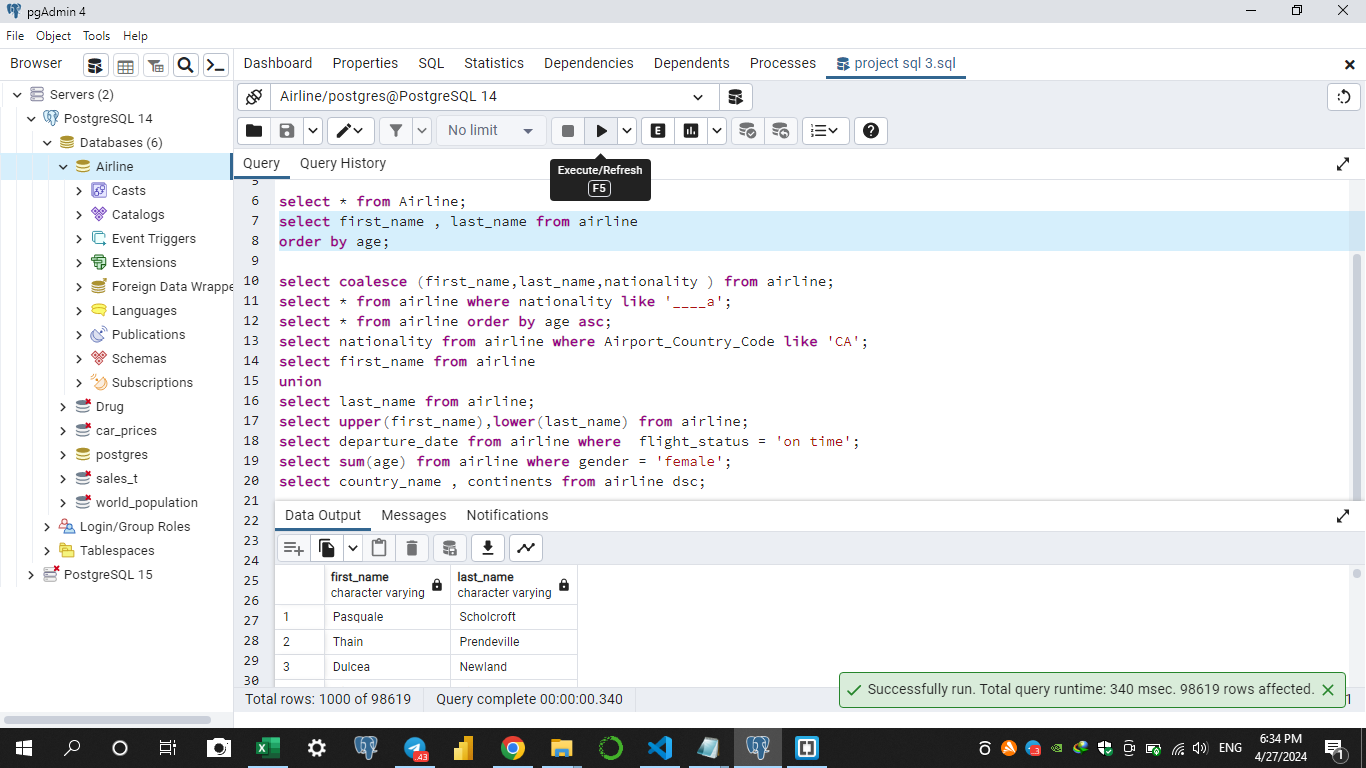 pgAdmin 4
File Object Tools Help
Browser
Dashboard Properties SQL Statistics Dependencies Dependents Processes project sql 3.sql
Servers (2)
PostgreSQL 14
Databases (6)
Airline
Casts
Catalogs
Event Triggers
Extensions
Foreign Data Wrappe
Languages
Publications
Schemas
Subscriptions
Drug
car_prices
postgres
sales_t
world_population
Login/Group Roles
Tablespaces
PostgreSQL 15
Airline/postgres@PostgreSQL 14
No limit
E
Query Query History
Execute/Refresh
F5
5
6 select * from Airline;
7 select first_name , last_name from airline
8 order by age;
9
10 select coalesce (first_name,last_name,nationality ) from airline;
11 select * from airline where nationality like '____a';
12 select * from airline order by age asc;
13 select nationality from airline where Airport_Country_Code like 'CA';
14 select first_name from airline
15 union
16 select last_name from airline;
17 select upper(first_name),lower(last_name) from airline;
18 select departure_date from airline where  flight_status = 'on time';
19 select sum(age) from airline where gender = 'female';
20 select country_name , continents from airline dsc;
21
22
23
24
25
26
27
28
29
30
Data Output Messages Notifications
first_name last_name
character varying character varying
1 Pasquale Scholcroft
2 Thain Prendeville
3 Dulcea Newland
Successfully run. Total query runtime: 340 msec. 98619 rows affected.
Total rows: 1000 of 98619 Query complete 00:00:00.340 1
43
ENG
6:34 PM
4/27/2024
1